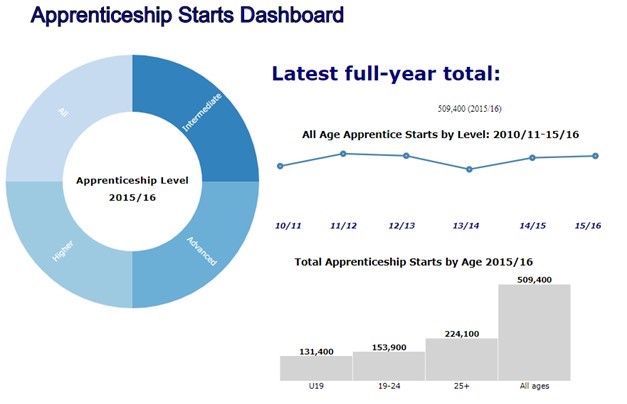 Apprenticeship Starts Dashboard
All
Intermediate
Apprenticeship Level
2015/16
Higher
Advanced
Latest full-year total:
509,400 (2015/16)
All Age Apprentice Starts by Level: 2010/11-15/16
10/11 11/12 12/13 13/14 14/15 15/16
Total Apprenticeship Starts by Age 2015/16
131,400 153,900 224,100 509,400
U19 19-24 25+ All ages